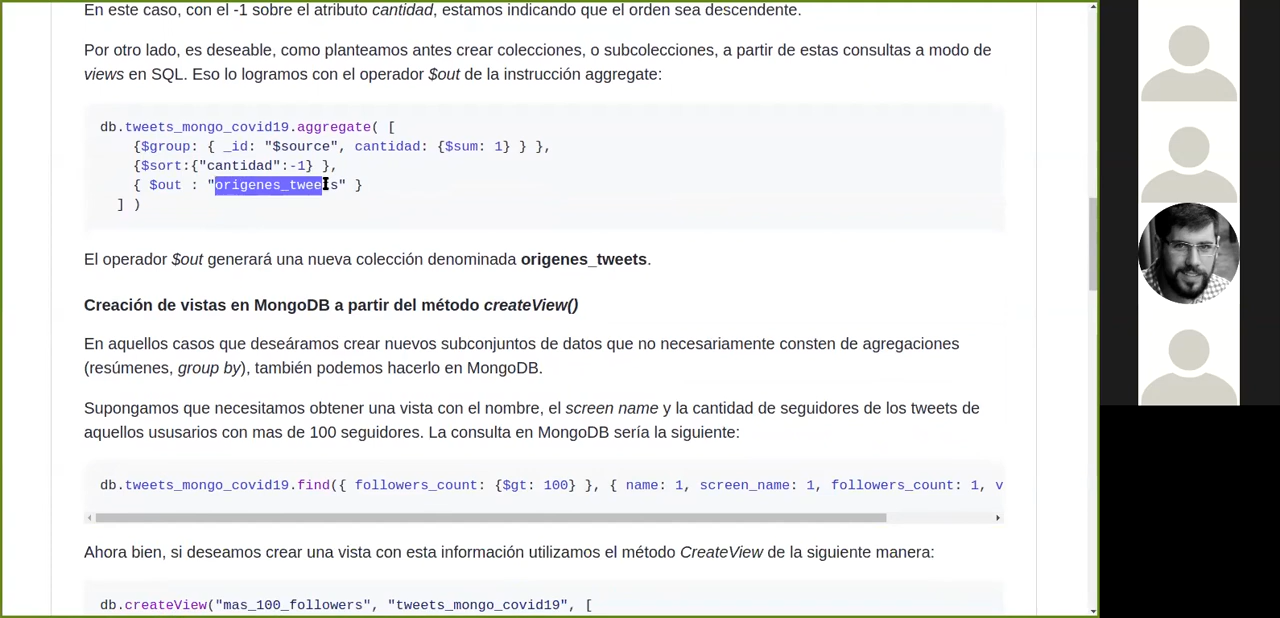 En este caso, con el -1 sobre el atributo cantidad, estamos indicando que el orden sea descendente.
Por otro lado, es deseable, como planteamos antes crear colecciones, o subcolecciones, a partir de estas consultas a modo de
views en SQL. Eso lo logramos con el operador $out de la instrucción aggregate:
db.tweets_mongo_covid19.aggregate( [
{$group: { _id: "$source", cantidad: {$sum: 1} } },
{$sort:{"cantidad":-1} },
{ $out : "origenes_tweets" }
] )
El operador $out generará una nueva colección denominada origenes_tweets.
Creación de vistas en MongoDB a partir del método createView()
En aquellos casos que deseáramos crear nuevos subconjuntos de datos que no necesariamente consten de agregaciones
(resúmenes, group by), también podemos hacerlo en MongoDB.
Supongamos que necesitamos obtener una vista con el nombre, el screen name y la cantidad de seguidores de los tweets de
aquellos ususarios con mas de 100 seguidores. La consulta en MongoDB sería la siguiente:
db.tweets_mongo_covid19.find({ followers_count: {$gt: 100} }, { name: 1, screen_name: 1, followers_count: 1, v
Ahora bien, si deseamos crear una vista con esta información utilizamos el método CreateView de la siguiente manera:
db.createView("mas_100_followers", "tweets_mongo_covid19", [